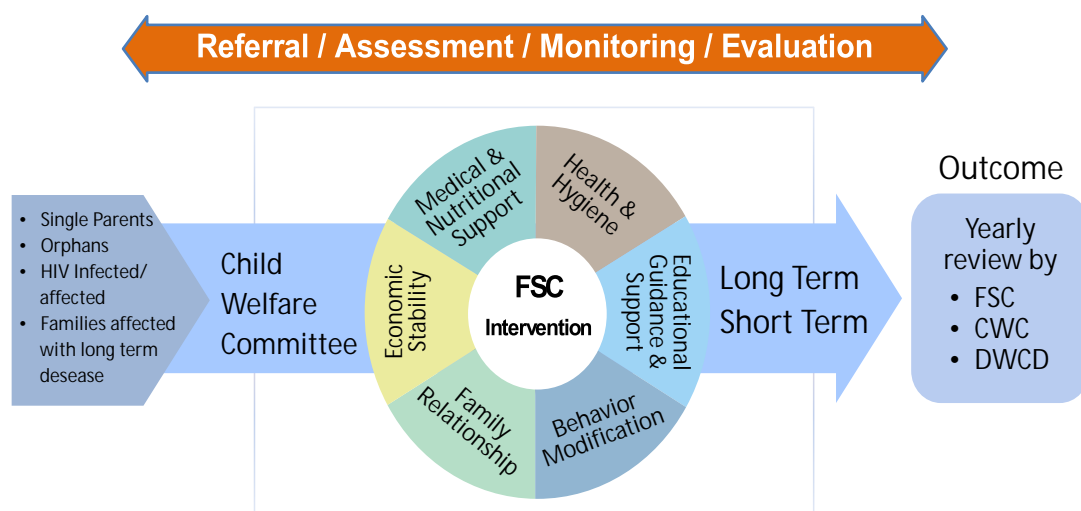 Referral / Assessment / Monitoring / Evaluation
• Single Parents
• Orphans
• HIV Infected/
affected
• Families affected
with long term
desease
Child
Welfare
Committee
Medical &
Nutritional
Support
Health &
Hygiene
Economic
Stability
FSC
Intervention
Educational
Guidance &
Support
Family
Relationship
Behavior
Modification
Long Term
Short Term
Outcome
Yearly
review by
• FSC
• CWC
• DWCD